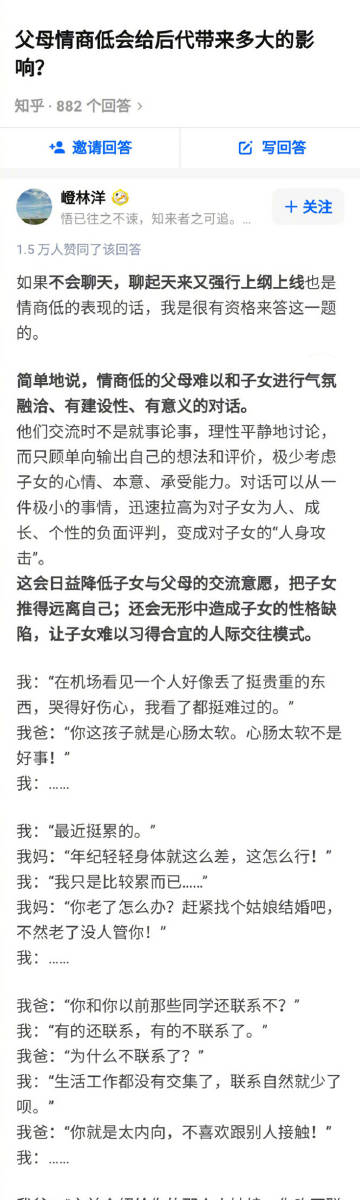 父母情商低会给后代带来多大的影
响?
知乎 · 882 个回答 >
邀请回答
写回答
嶝林洋
悟已往之不谏，知来者之可追。...
+ 关注
1.5 万人赞同了该回答
如果不会聊天，聊起天来又强行上纲上线也是
情商低的表现的话，我是很有资格来答这一题
的。
简单地说，情商低的父母难以和子女进行气氛
融洽、有建设性、有意义的对话。
他们交流时不是就事论事，理性平静地讨论，
而只顾单向输出自己的想法和评价，极少考虑
子女的心情、本意、承受能力。对话可以从一
件极小的事情，迅速拉高为对子女为人、成
长、个性的负面评判，变成对子女的“人身攻
击”。
这会日益降低子女与父母的交流意愿，把子女
推得远离自己；还会无形中造成子女的性格缺
陷，让子女难以习得合宜的人际交往模式。
我：“在机场看见一个人好像丢了挺贵重的东
西，哭得好伤心，我看了都挺难过的。”
我爸：“你这孩子就是心肠太软。心肠太软不是
好事！”
我：......
我：“最近挺累的。”
我妈：“年纪轻轻身体就这么差，这怎么行！”
我：“我只是比较累而已......”
我妈：“你老了怎么办？赶紧找个姑娘结婚吧，
不然老了没人管你！”
我：......
我爸：“你和你以前那些同学还联系不？”
我：“有的还联系，有的不联系了。”
我爸：“为什么不联系了？”
我：“生活工作都没有交集了，联系自然就少了
呗。”
我爸：“你就是太内向，不喜欢跟别人接触！”
我：......